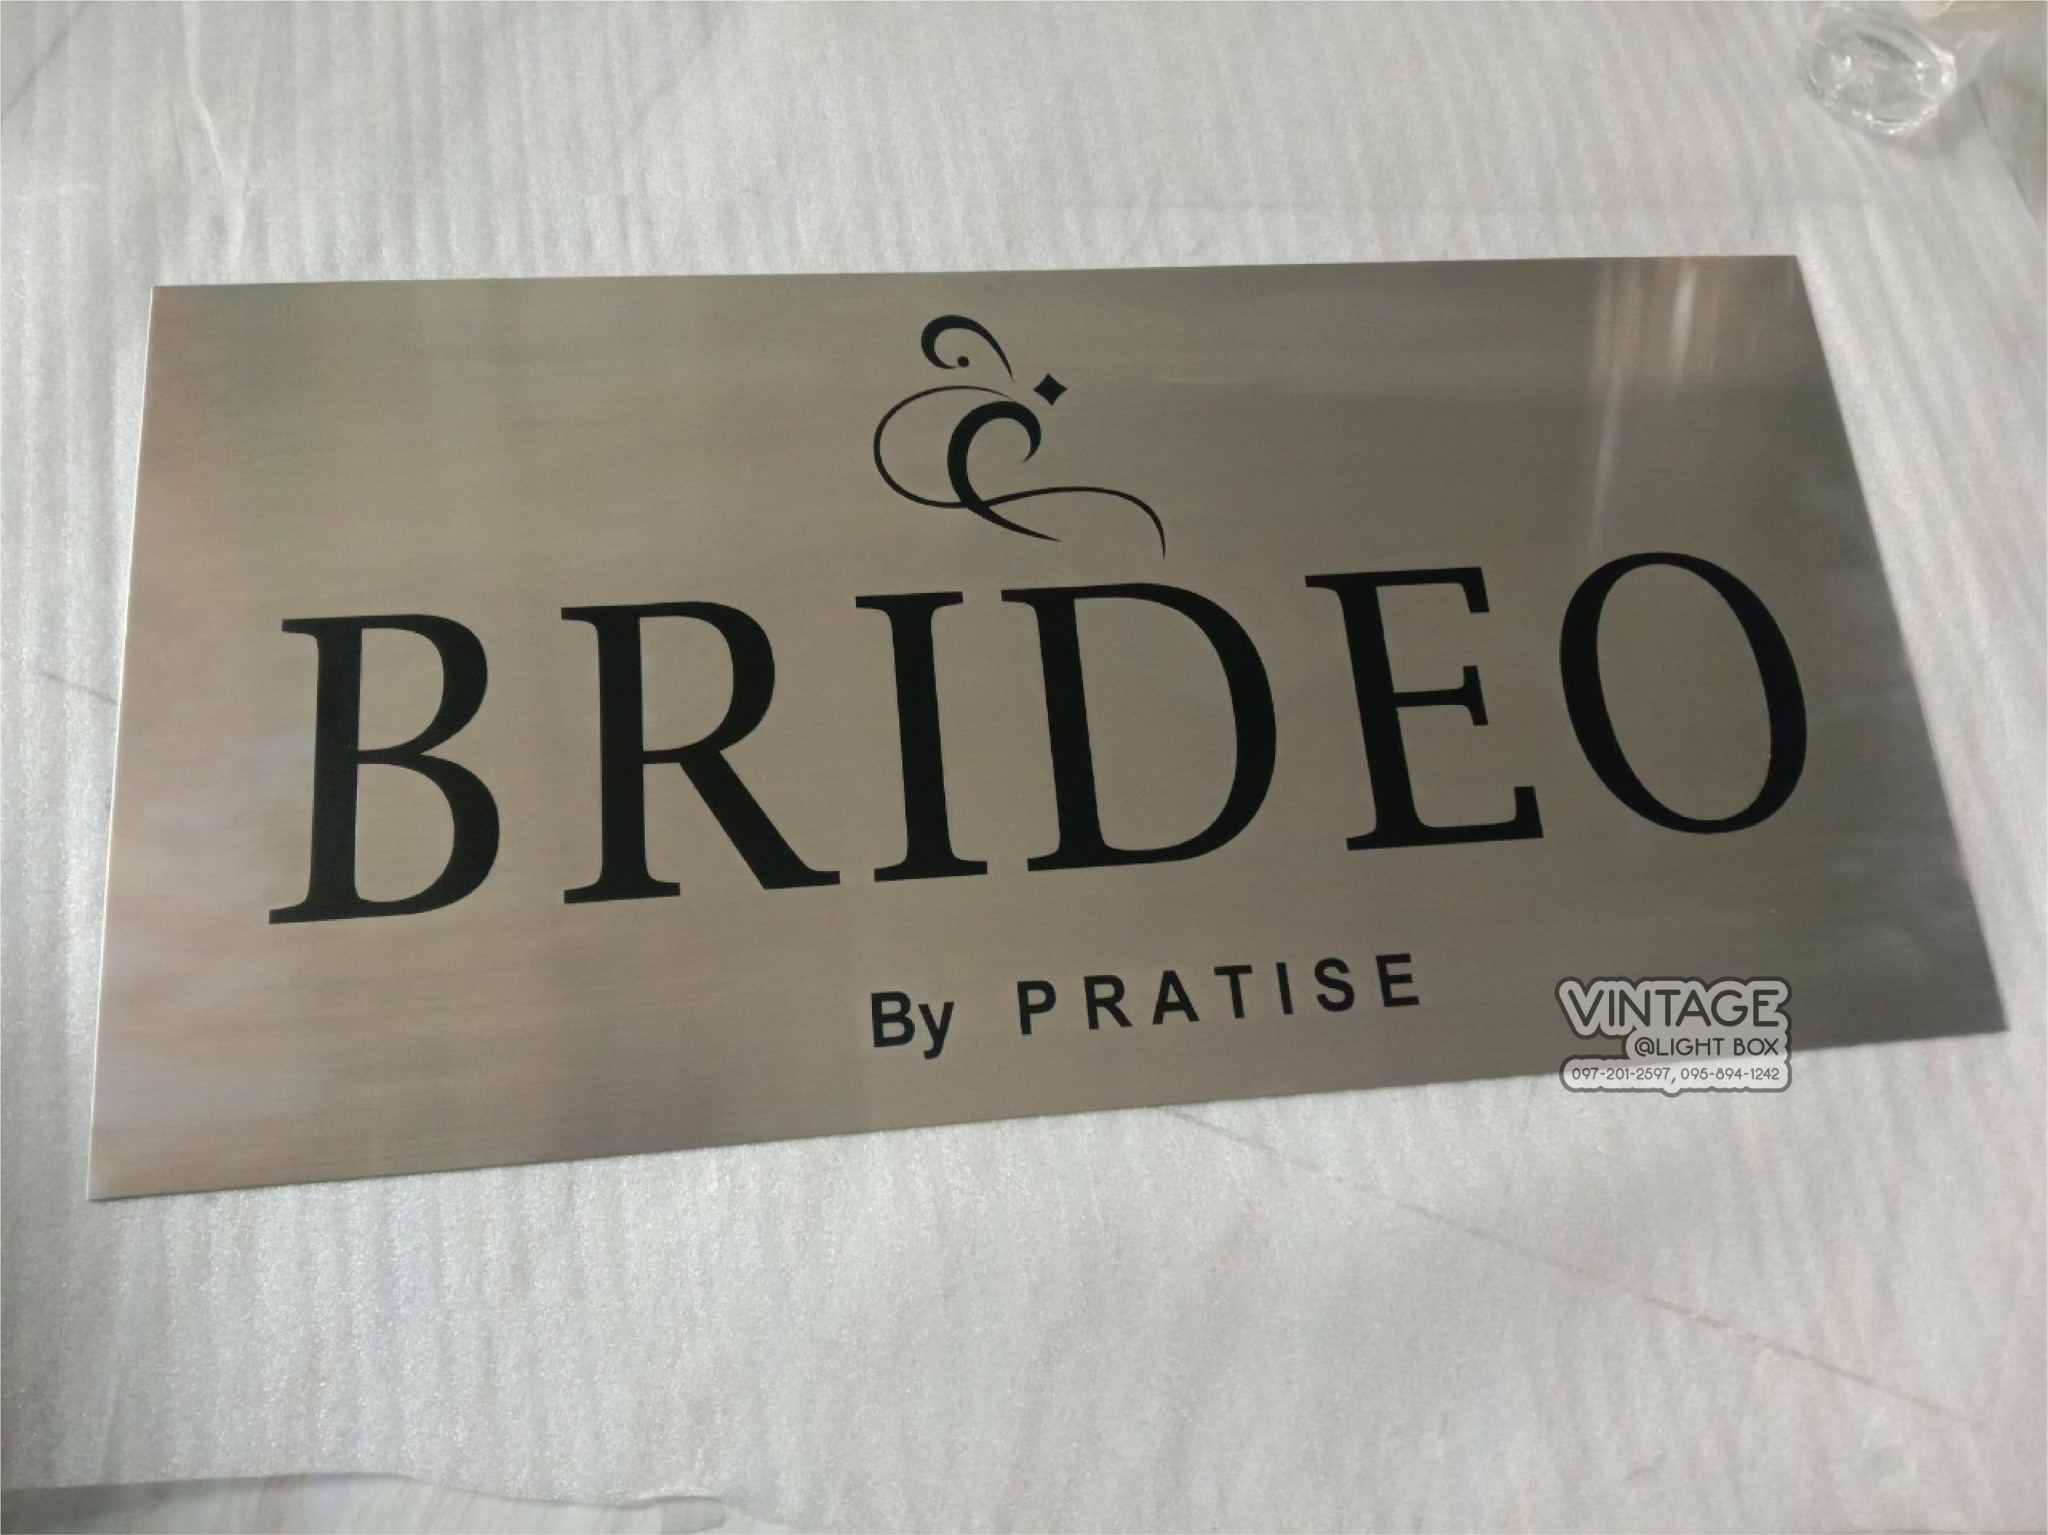 BRIDEO
By PRATISE
VINTAGE
@LIGHT BOX
097-201-2597, 095-894-1242